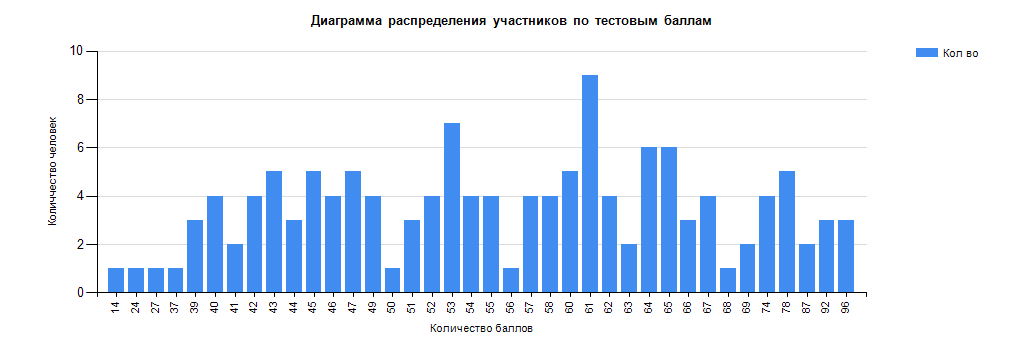 Диаграмма распределения участников по тестовым баллам
Кол во
Количчество человек
10
8
6
4
2
0
14 24 27 37 39 40 41 42 43 44 45 46 47 49 50 51 52 53 54 55 56 57 58 60 61 62 63 64 65 66 67 68 69 74 78 87 92 96
Количество баллов